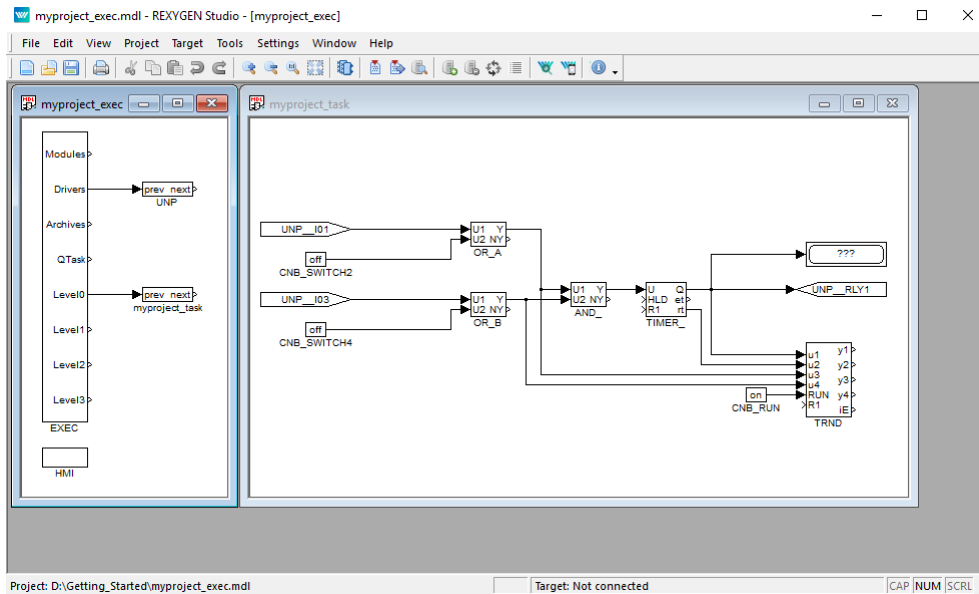 myproject_exec.mdl - REXYGEN Studio - [myproject_exec]
File Edit View Project Target Tools Settings Window Help
myproject_exec
Modules
Drivers
prev next
UNP
Archives
QTask
Level0
prev next
myproject_task
Level1
Level2
Level3
EXEC
HMI
myproject_task
UNP__I01
off
CNB_SWITCH2
U1 Y
U2 NY
OR_A
UNP__I03
off
CNB_SWITCH4
U1 Y
U2 NY
OR_B
U1 Y
U2 NY
AND_
U Q
HLD et
R1 rt
TIMER_
???
UNP__RLY1
on
CNB_RUN
u1 y1
u2 y2
u3 y3
u4 y4
RUN
R1 iE
TRND
Project: D:\Getting_Started\myproject_exec.mdl
Target: Not connected
CAP NUM SCRL